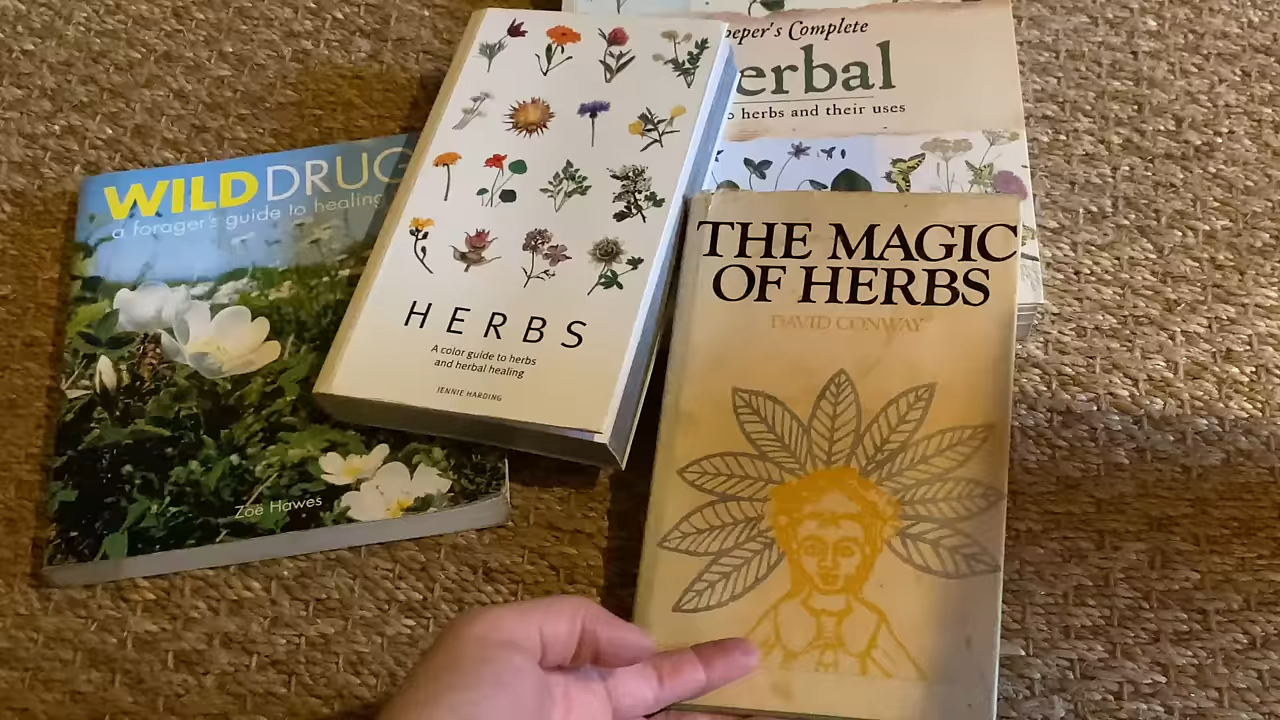 WILD DRUG
a forager's guide to healing
Zoë Hawes
HERBS
A color guide to herbs
and herbal healing
JENNIE HARDING
peper's Complete
erbal
o herbs and their uses
THE MAGIC
OF HERBS
DAVID CONWAY